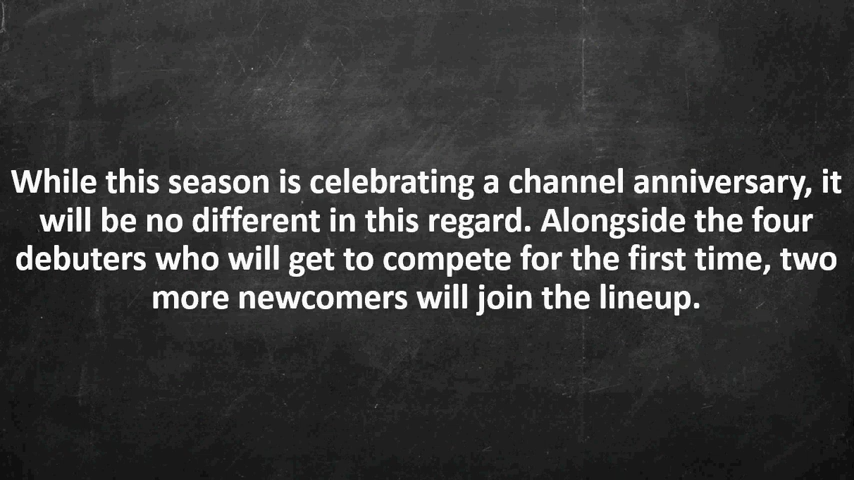 While this season is celebrating a channel anniversary, it
will be no different in this regard. Alongside the four
debuters who will get to compete for the first time, two
more newcomers will join the lineup.